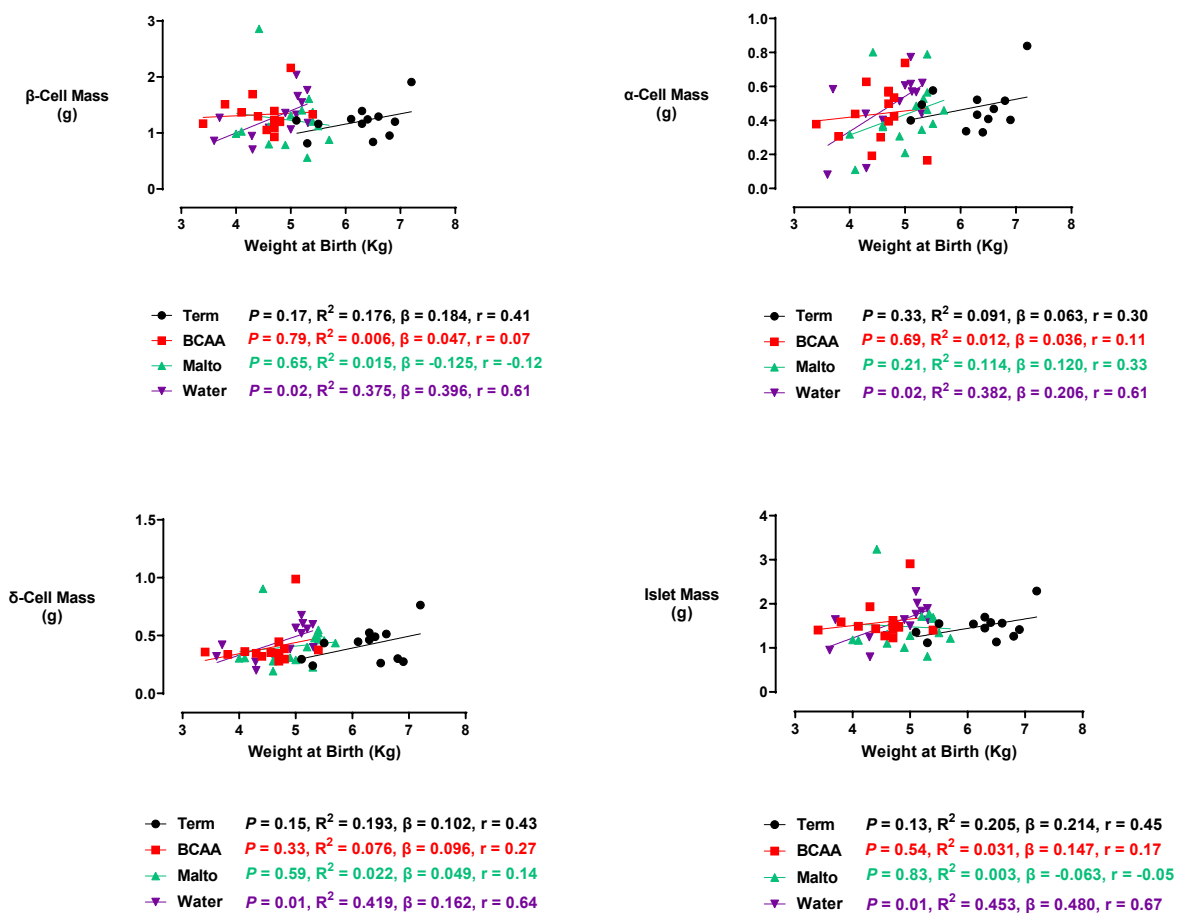 3
2
1
0
β-Cell Mass
(g)
3 4 5 6 7 8
Weight at Birth (Kg)
Term P = 0.17, R² = 0.176, β = 0.184, r = 0.41
BCAA P = 0.79, R² = 0.006, β = 0.047, r = 0.07
Malto P = 0.65, R² = 0.015, β = -0.125, r = -0.12
Water P = 0.02, R² = 0.375, β = 0.396, r = 0.61
1.0
0.8
0.6
0.4
0.2
0.0
α-Cell Mass
(g)
3 4 5 6 7 8
Weight at Birth (Kg)
Term P = 0.33, R² = 0.091, β = 0.063, r = 0.30
BCAA P = 0.69, R² = 0.012, β = 0.036, r = 0.11
Malto P = 0.21, R² = 0.114, β = 0.120, r = 0.33
Water P = 0.02, R² = 0.382, β = 0.206, r = 0.61
1.5
1.0
0.5
0.0
δ-Cell Mass
(g)
3 4 5 6 7 8
Weight at Birth (Kg)
Term P = 0.15, R² = 0.193, β = 0.102, r = 0.43
BCAA P = 0.33, R² = 0.076, β = 0.096, r = 0.27
Malto P = 0.59, R² = 0.022, β = 0.049, r = 0.14
Water P = 0.01, R² = 0.419, β = 0.162, r = 0.64
4
3
2
1
0
Islet Mass
(g)
3 4 5 6 7 8
Weight at Birth (Kg)
Term P = 0.13, R² = 0.205, β = 0.214, r = 0.45
BCAA P = 0.54, R² = 0.031, β = 0.147, r = 0.17
Malto P = 0.83, R² = 0.003, β = -0.063, r = -0.05
Water P = 0.01, R² = 0.453, β = 0.480, r = 0.67